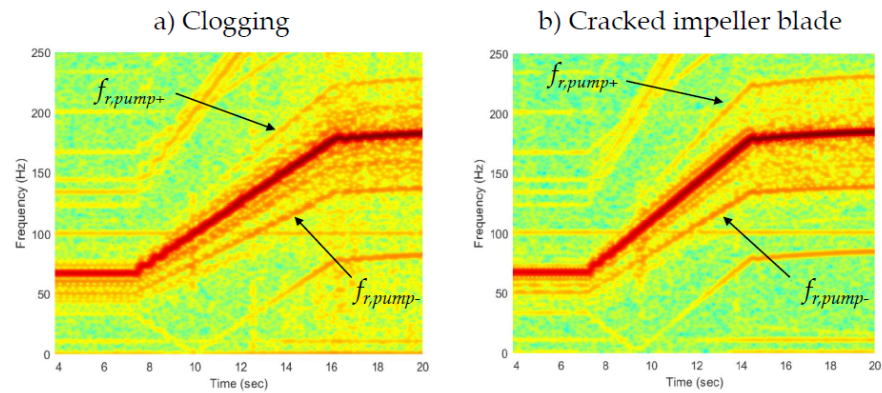 a) Clogging
b) Cracked impeller blade
250
200
150
100
50
0
Frequency (Hz)
4 6 8 10 12 14 16 18 20
Time (sec)
fr,pump+
fr,pump-
250
200
150
100
50
0
Frequency (Hz)
4 6 8 10 12 14 16 18 20
Time (sec)
fr,pump+
fr,pump-